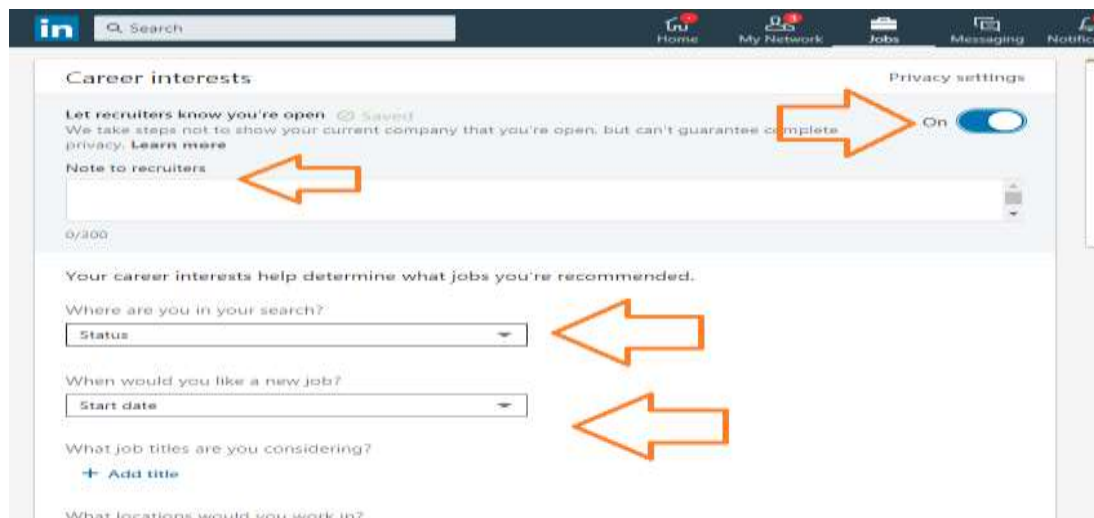 in
Search
Home
My Network
Jobs
Messaging
Career interests
Privacy settings
Let recruiters know you're open Saved
On
We take steps not to show your current company that you're open, but can't guarantee complete
privacy. Learn more
Note to recruiters
0/300
Your career interests help determine what jobs you're recommended.
Where are you in your search?
Status
When would you like a new job?
Start date
What job titles are you considering?
+ Add title
What locations would you work in?